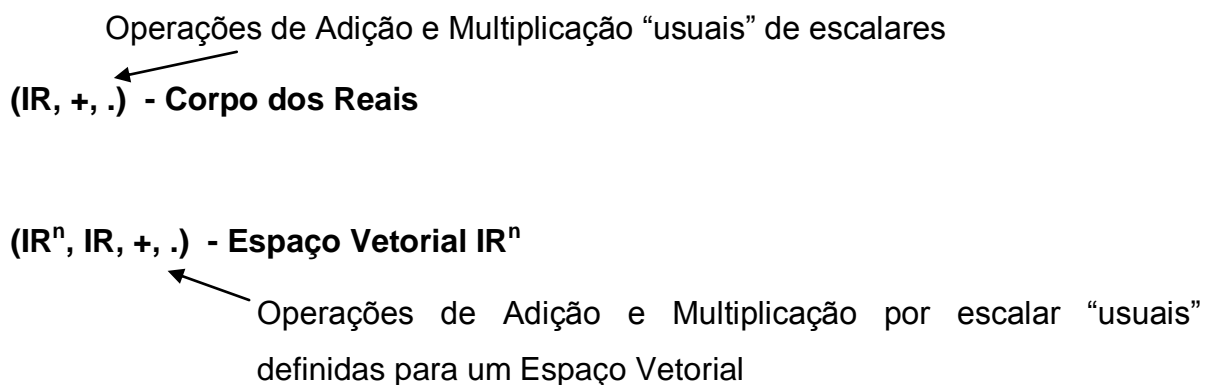 Operações de Adição e Multiplicação “usuais” de escalares
(IR, +, .) - Corpo dos Reais
(IRⁿ, IR, +, .) - Espaço Vetorial IRⁿ
Operações de Adição e Multiplicação por escalar “usuais”
definidas para um Espaço Vetorial